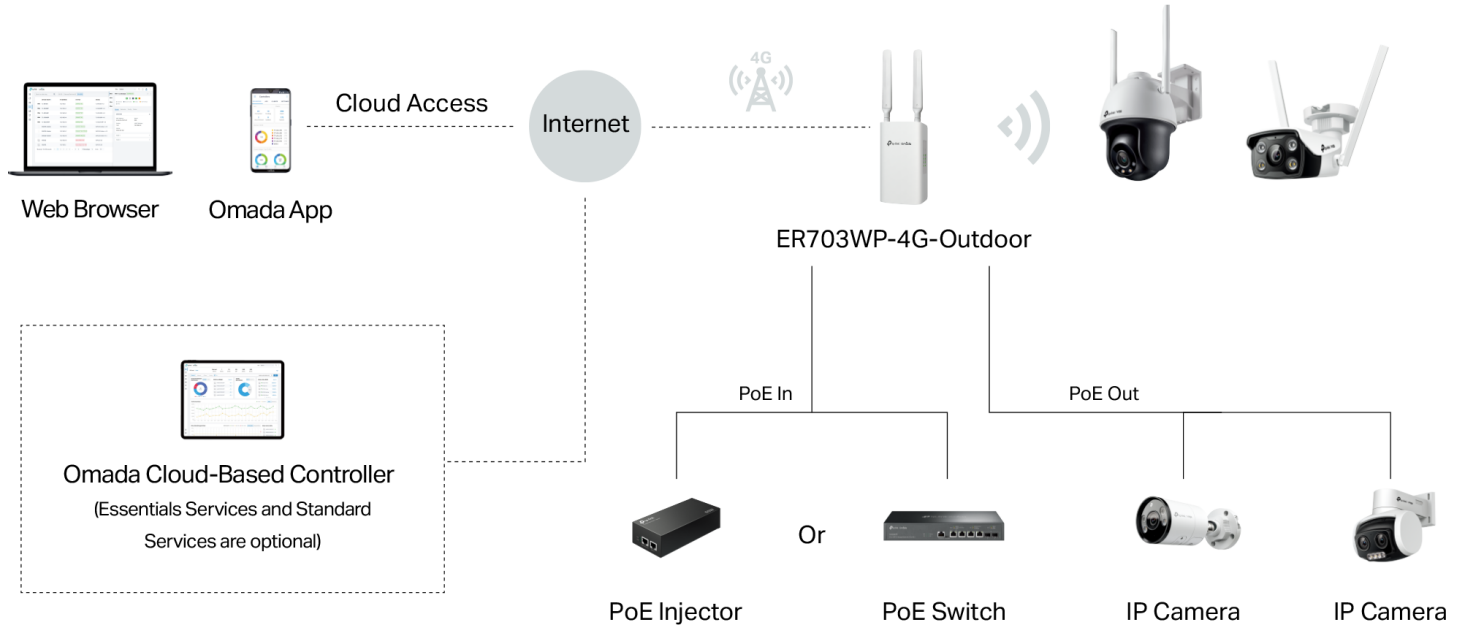 4G
Cloud Access
Internet
Web Browser
Omada App
ER703WP-4G-Outdoor
PoE In
PoE Out
Omada Cloud-Based Controller
(Essentials Services and Standard
Services are optional)
Or
PoE Injector
PoE Switch
IP Camera
IP Camera